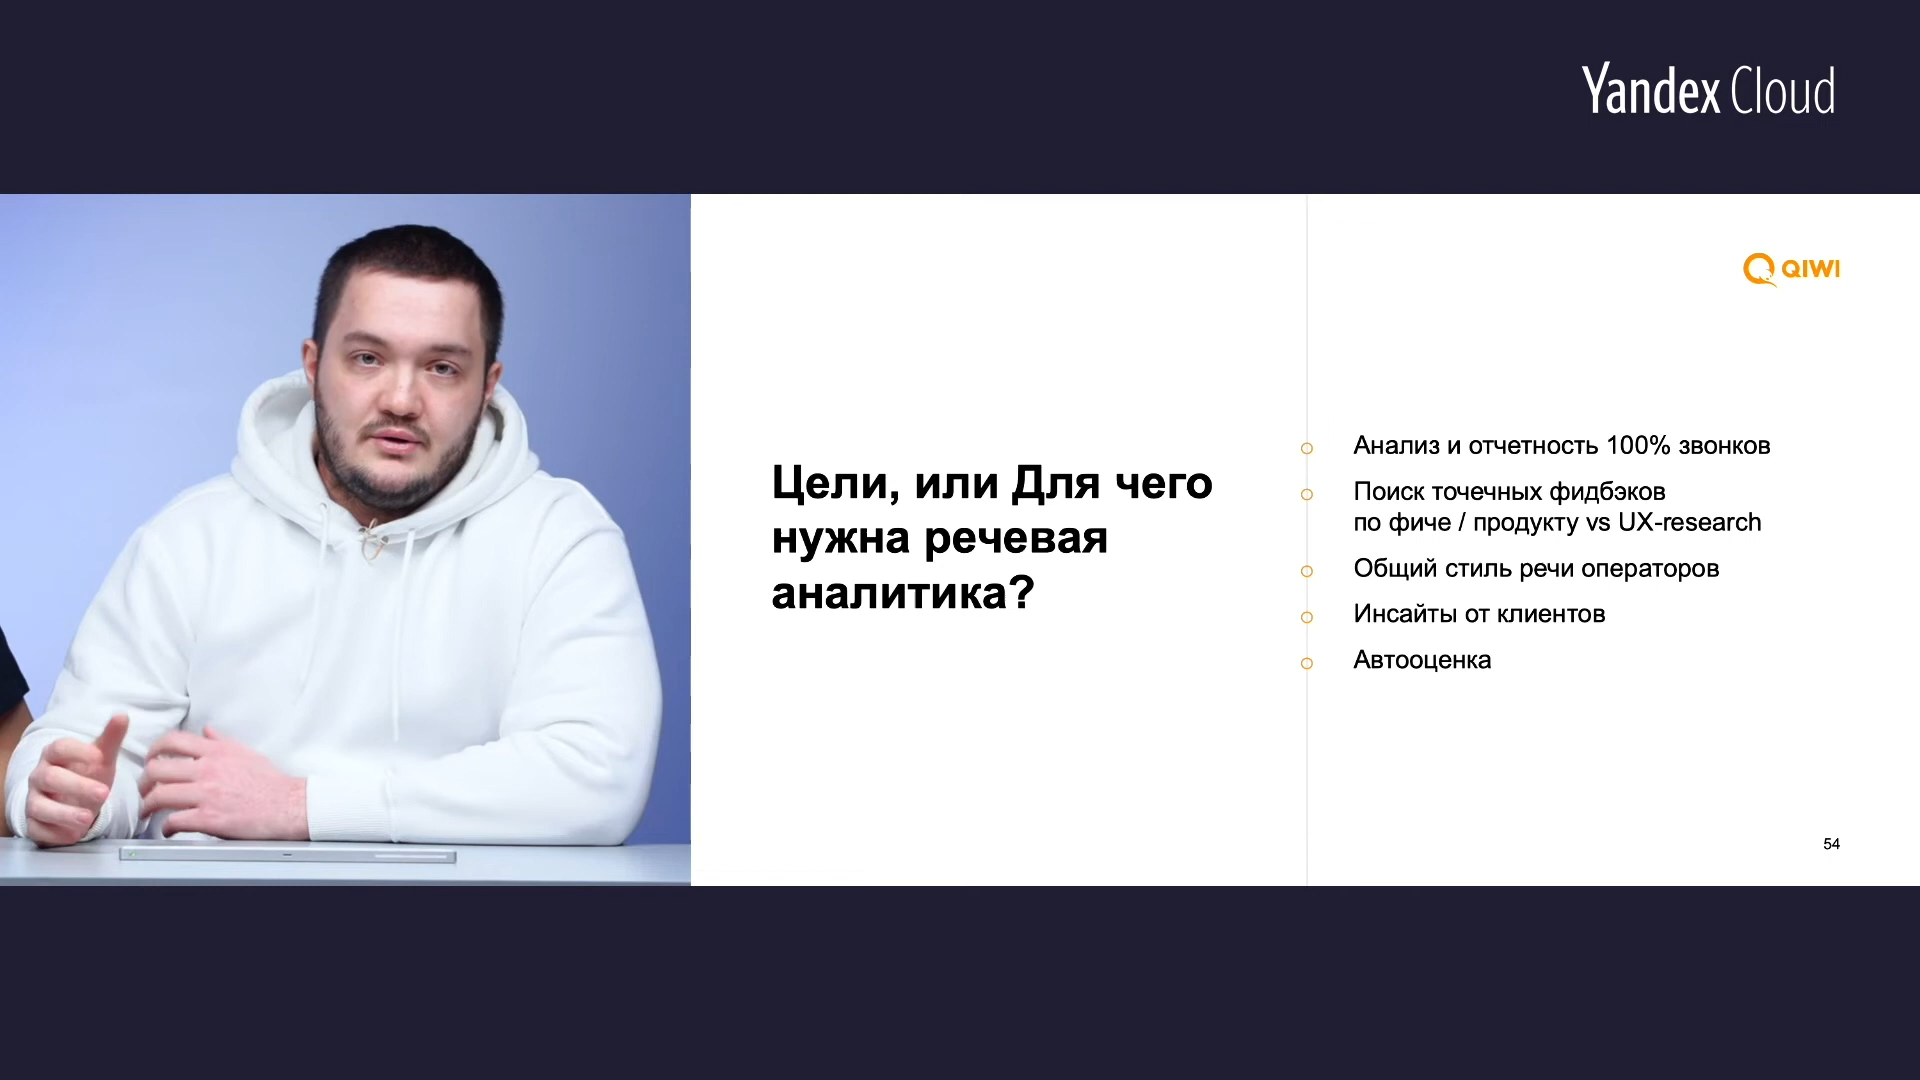 Yandex Cloud
QIWI
Цели, или Для чего
нужна речевая
аналитика?
Анализ и отчетность 100% звонков
Поиск точечных фидбэков
по фиче / продукту vs UX-research
Общий стиль речи операторов
Инсайты от клиентов
Автооценка
54